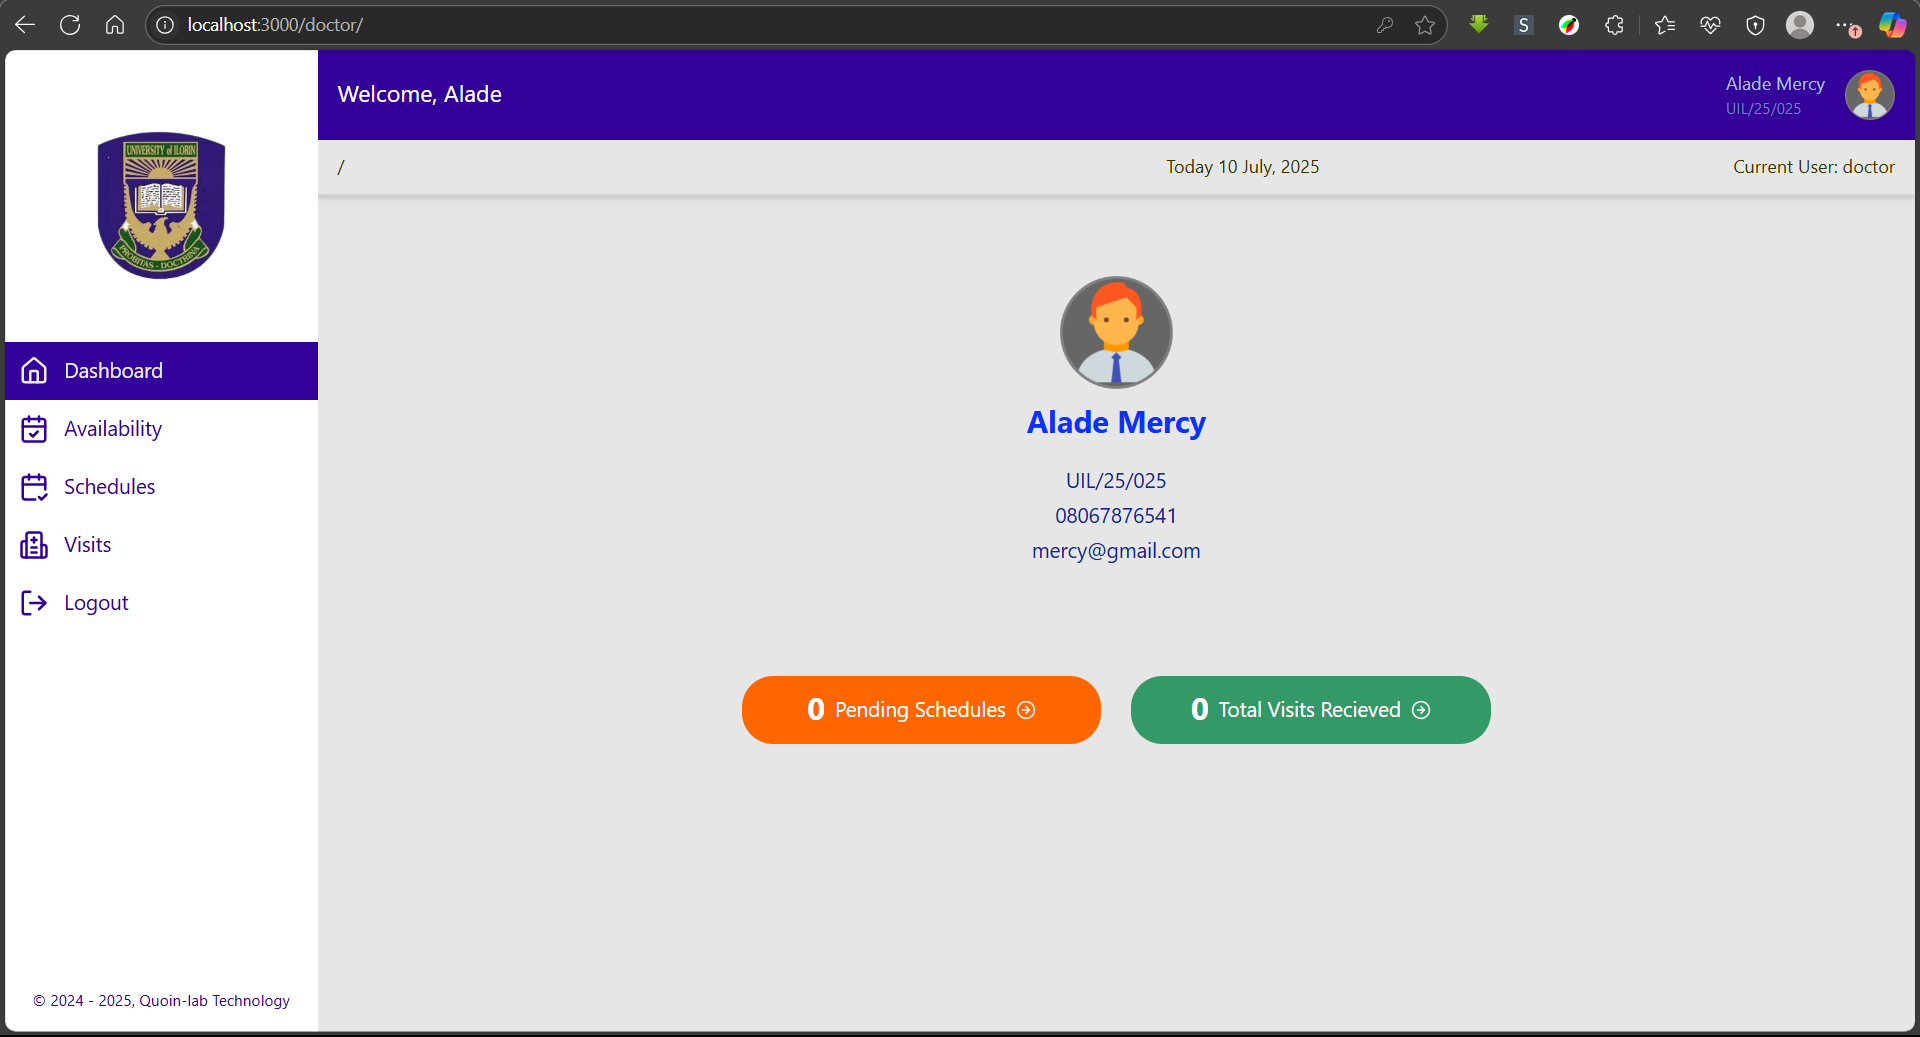 localhost:3000/doctor/
S
UNIVERSITY of ILORIN
PROBITAS - DOCTRINA
Dashboard
Availability
Schedules
Visits
Logout
© 2024 - 2025, Quoin-lab Technology
Welcome, Alade
Alade Mercy
UIL/25/025
/
Today 10 July, 2025
Current User: doctor
Alade Mercy
UIL/25/025
08067876541
mercy@gmail.com
0 Pending Schedules
0 Total Visits Recieved